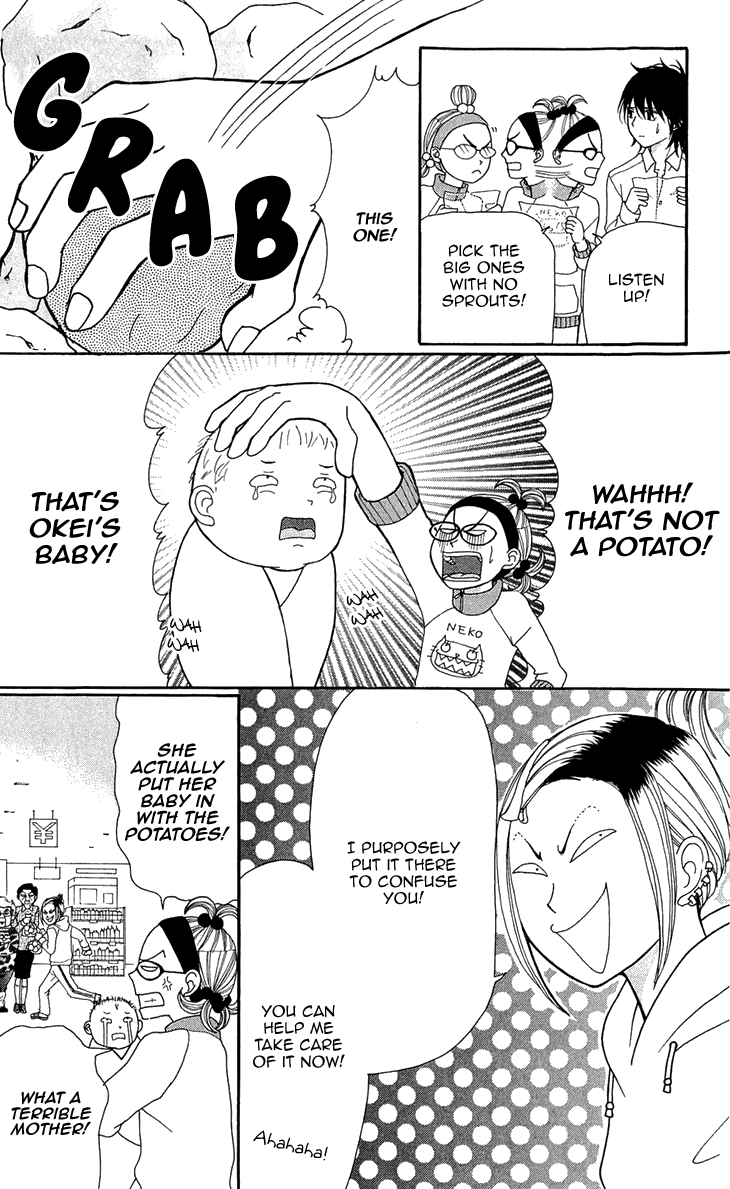 LISTEN
UP!
PICK THE
BIG ONES
WITH NO
SPROUTS!
NEKO
THIS
ONE!
GRAB
WAHHH!
THAT'S NOT
A POTATO!
NEKO
WAH
WAH
WAH
WAH
THAT'S
OKEI'S
BABY!
I PURPOSELY
PUT IT THERE
TO CONFUSE
YOU!
YOU CAN
HELP ME
TAKE CARE
OF IT NOW!
Ahahaha!
SHE
ACTUALLY
PUT HER
BABY IN
WITH THE
POTATOES!
¥
WHAT A
TERRIBLE
MOTHER!